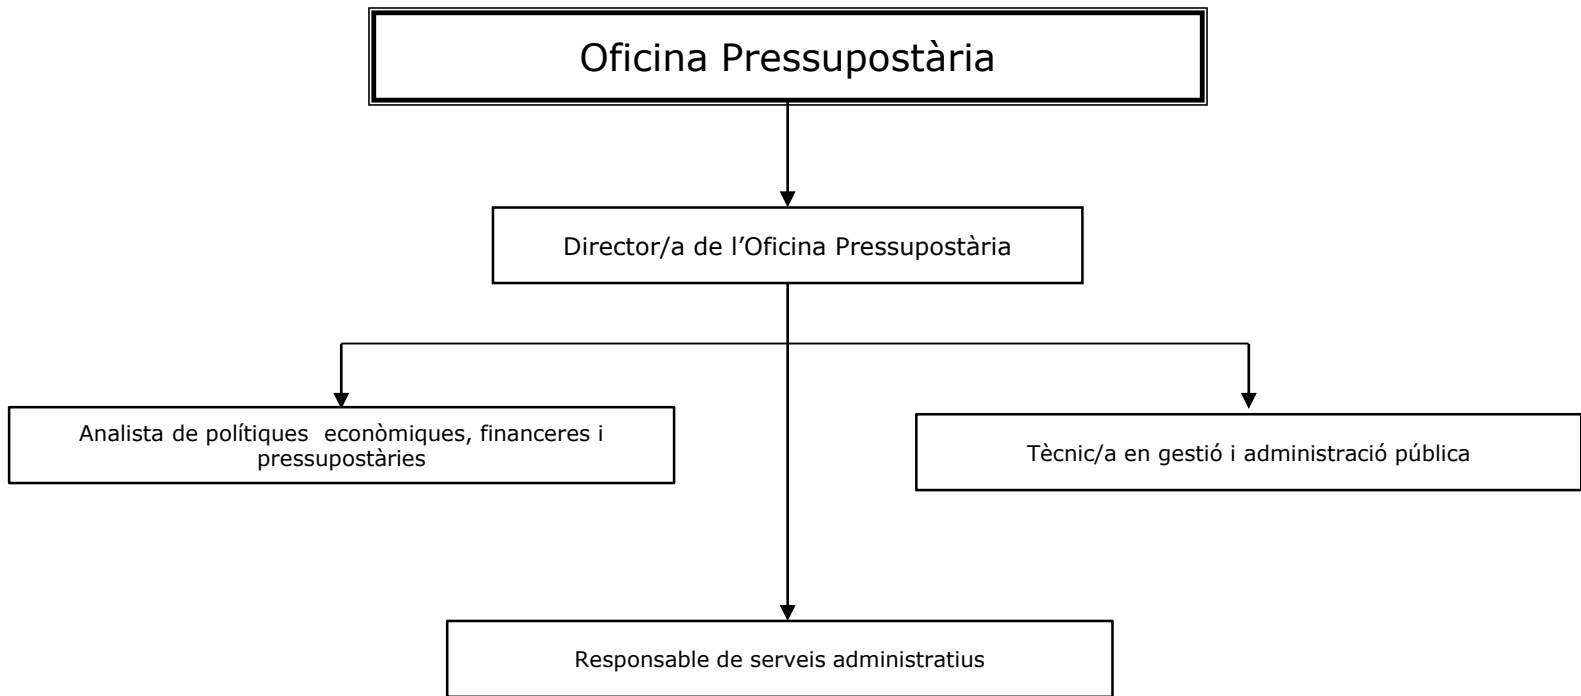 Oficina Pressupostària
Director/a de l’Oficina Pressupostària
Analista de polítiques  econòmiques, financeres i
pressupostàries
Tècnic/a en gestió i administració pública
Responsable de serveis administratius